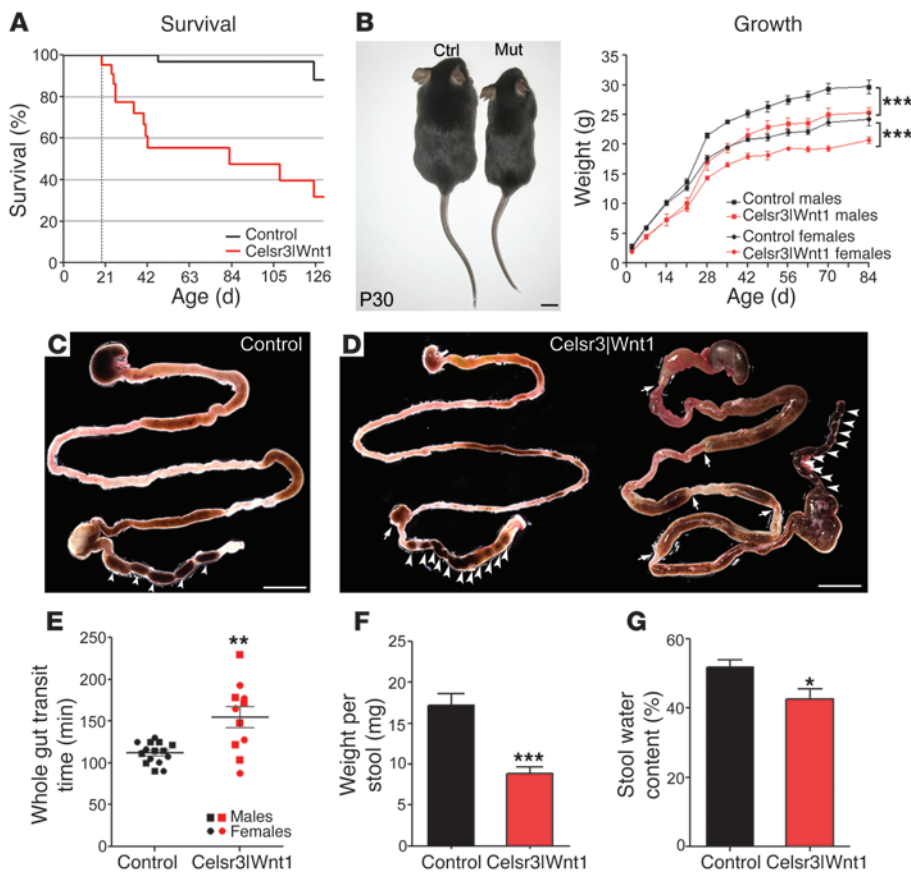 A
Survival
Survival (%)
100
80
60
40
20
0
Control
Celsr3|Wnt1
0 21 42 63 84 105 126
Age (d)
B
Ctrl
Mut
P30
Growth
Weight (g)
35
30
25
20
15
10
5
0
***
***
Control males
Celsr3|Wnt1 males
Control females
Celsr3|Wnt1 females
14 28 42 56 70 84
Age (d)
C
Control
D
Celsr3|Wnt1
E
Whole gut transit
time (min)
250
200
150
100
50
0
**
Males
Females
Control Celsr3|Wnt1
F
Weight per
stool (mg)
25
20
15
10
5
0
***
Control Celsr3|Wnt1
G
Stool water
content (%)
60
40
20
0
*
Control Celsr3|Wnt1